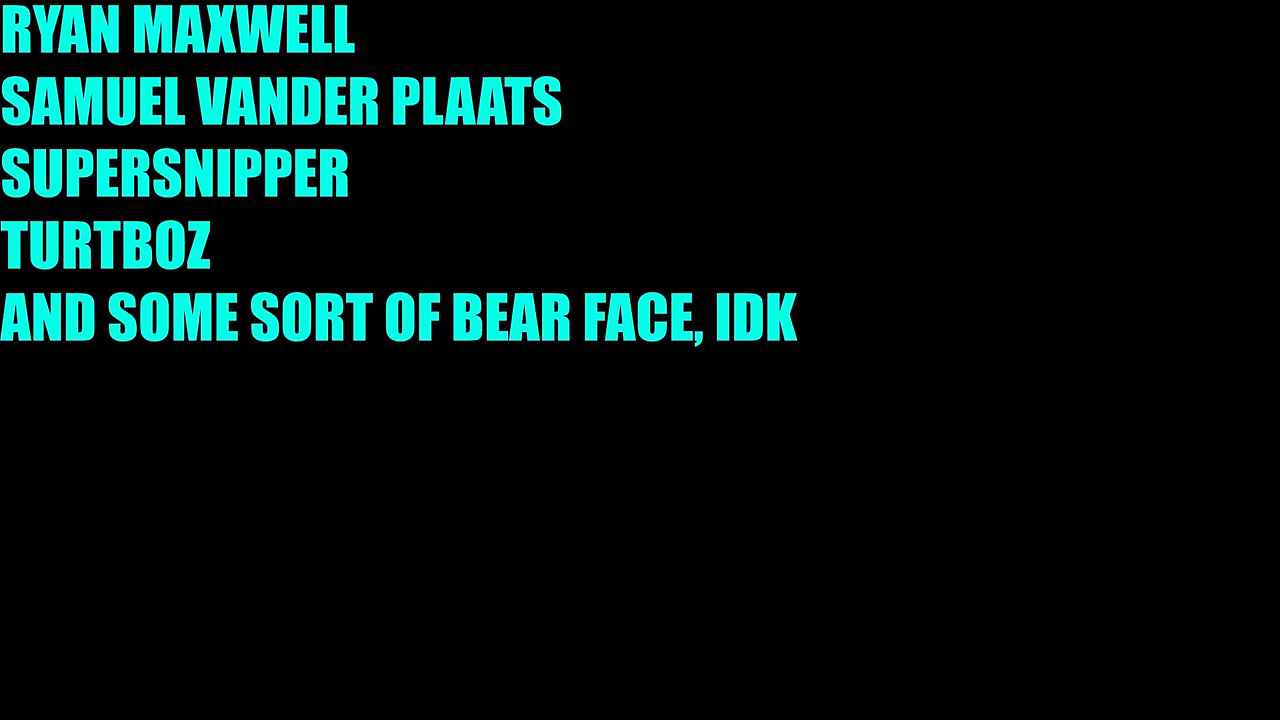 RYAN MAXWELL
SAMUEL VANDER PLAATS
SUPERSNIPPER
TURTBOZ
AND SOME SORT OF BEAR FACE, IDK